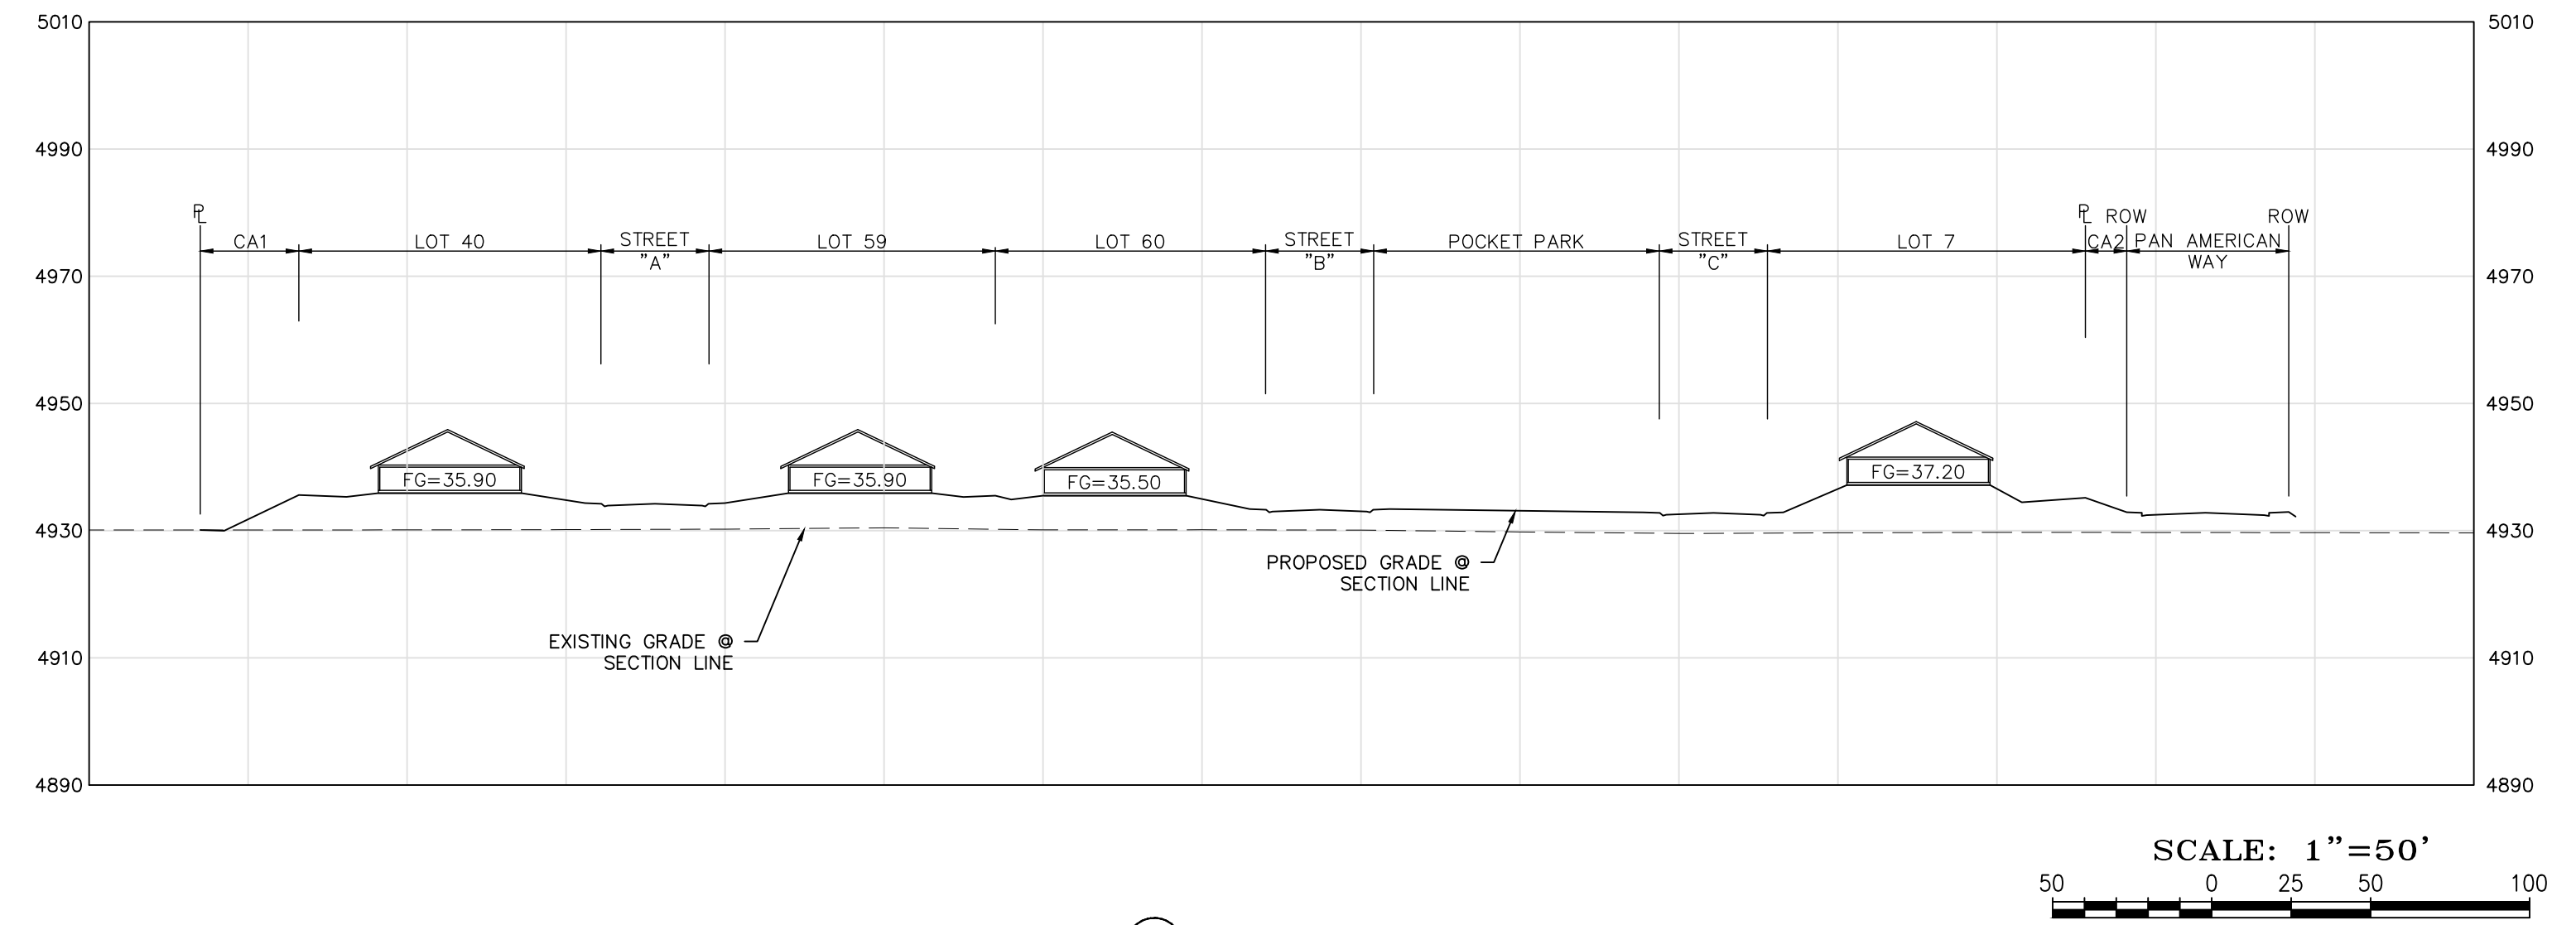 5010 5010
4990 4990
PL PL ROW ROW
CA1 LOT 40 STREET LOT 59 LOT 60 STREET POCKET PARK STREET LOT 7 CA2 PAN AMERICAN
"A" "B" "C" WAY
4970 4970
4950 4950
FG=35.90 FG=35.90 FG=35.50 FG=37.20
4930 4930
PROPOSED GRADE @
SECTION LINE
EXISTING GRADE @
SECTION LINE
4910 4910
4890 4890
SCALE: 1"=50'
50 0 25 50 100